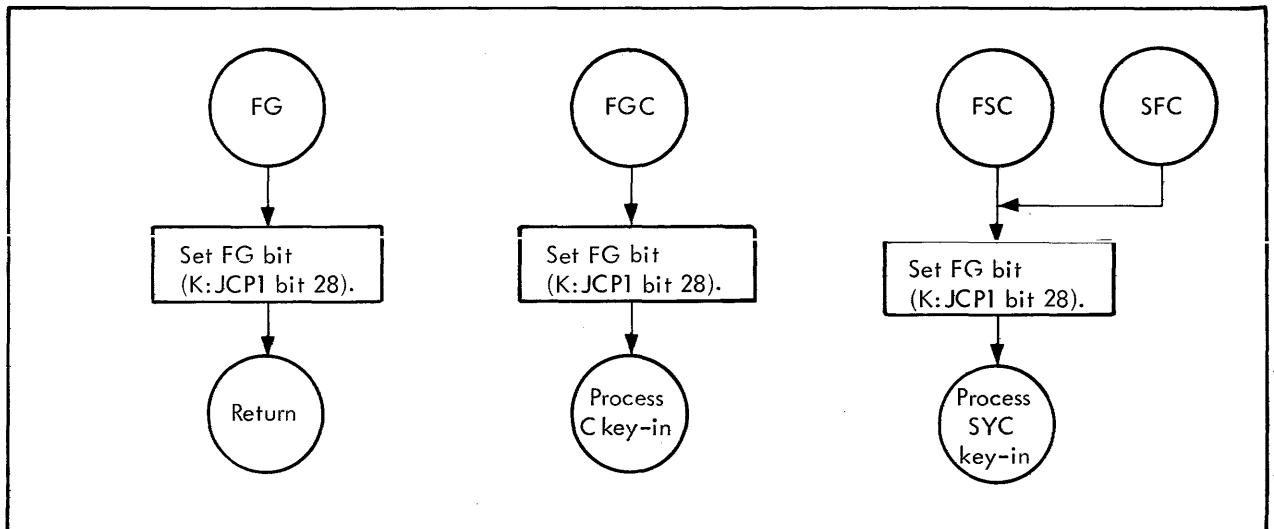 FG
Set FG bit
(K:JCP1 bit 28).
Return
FGC
Set FG bit
(K:JCP1 bit 28).
Process
C key-in
FSC
SFC
Set FG bit
(K:JCP1 bit 28).
Process
SYC
key-in